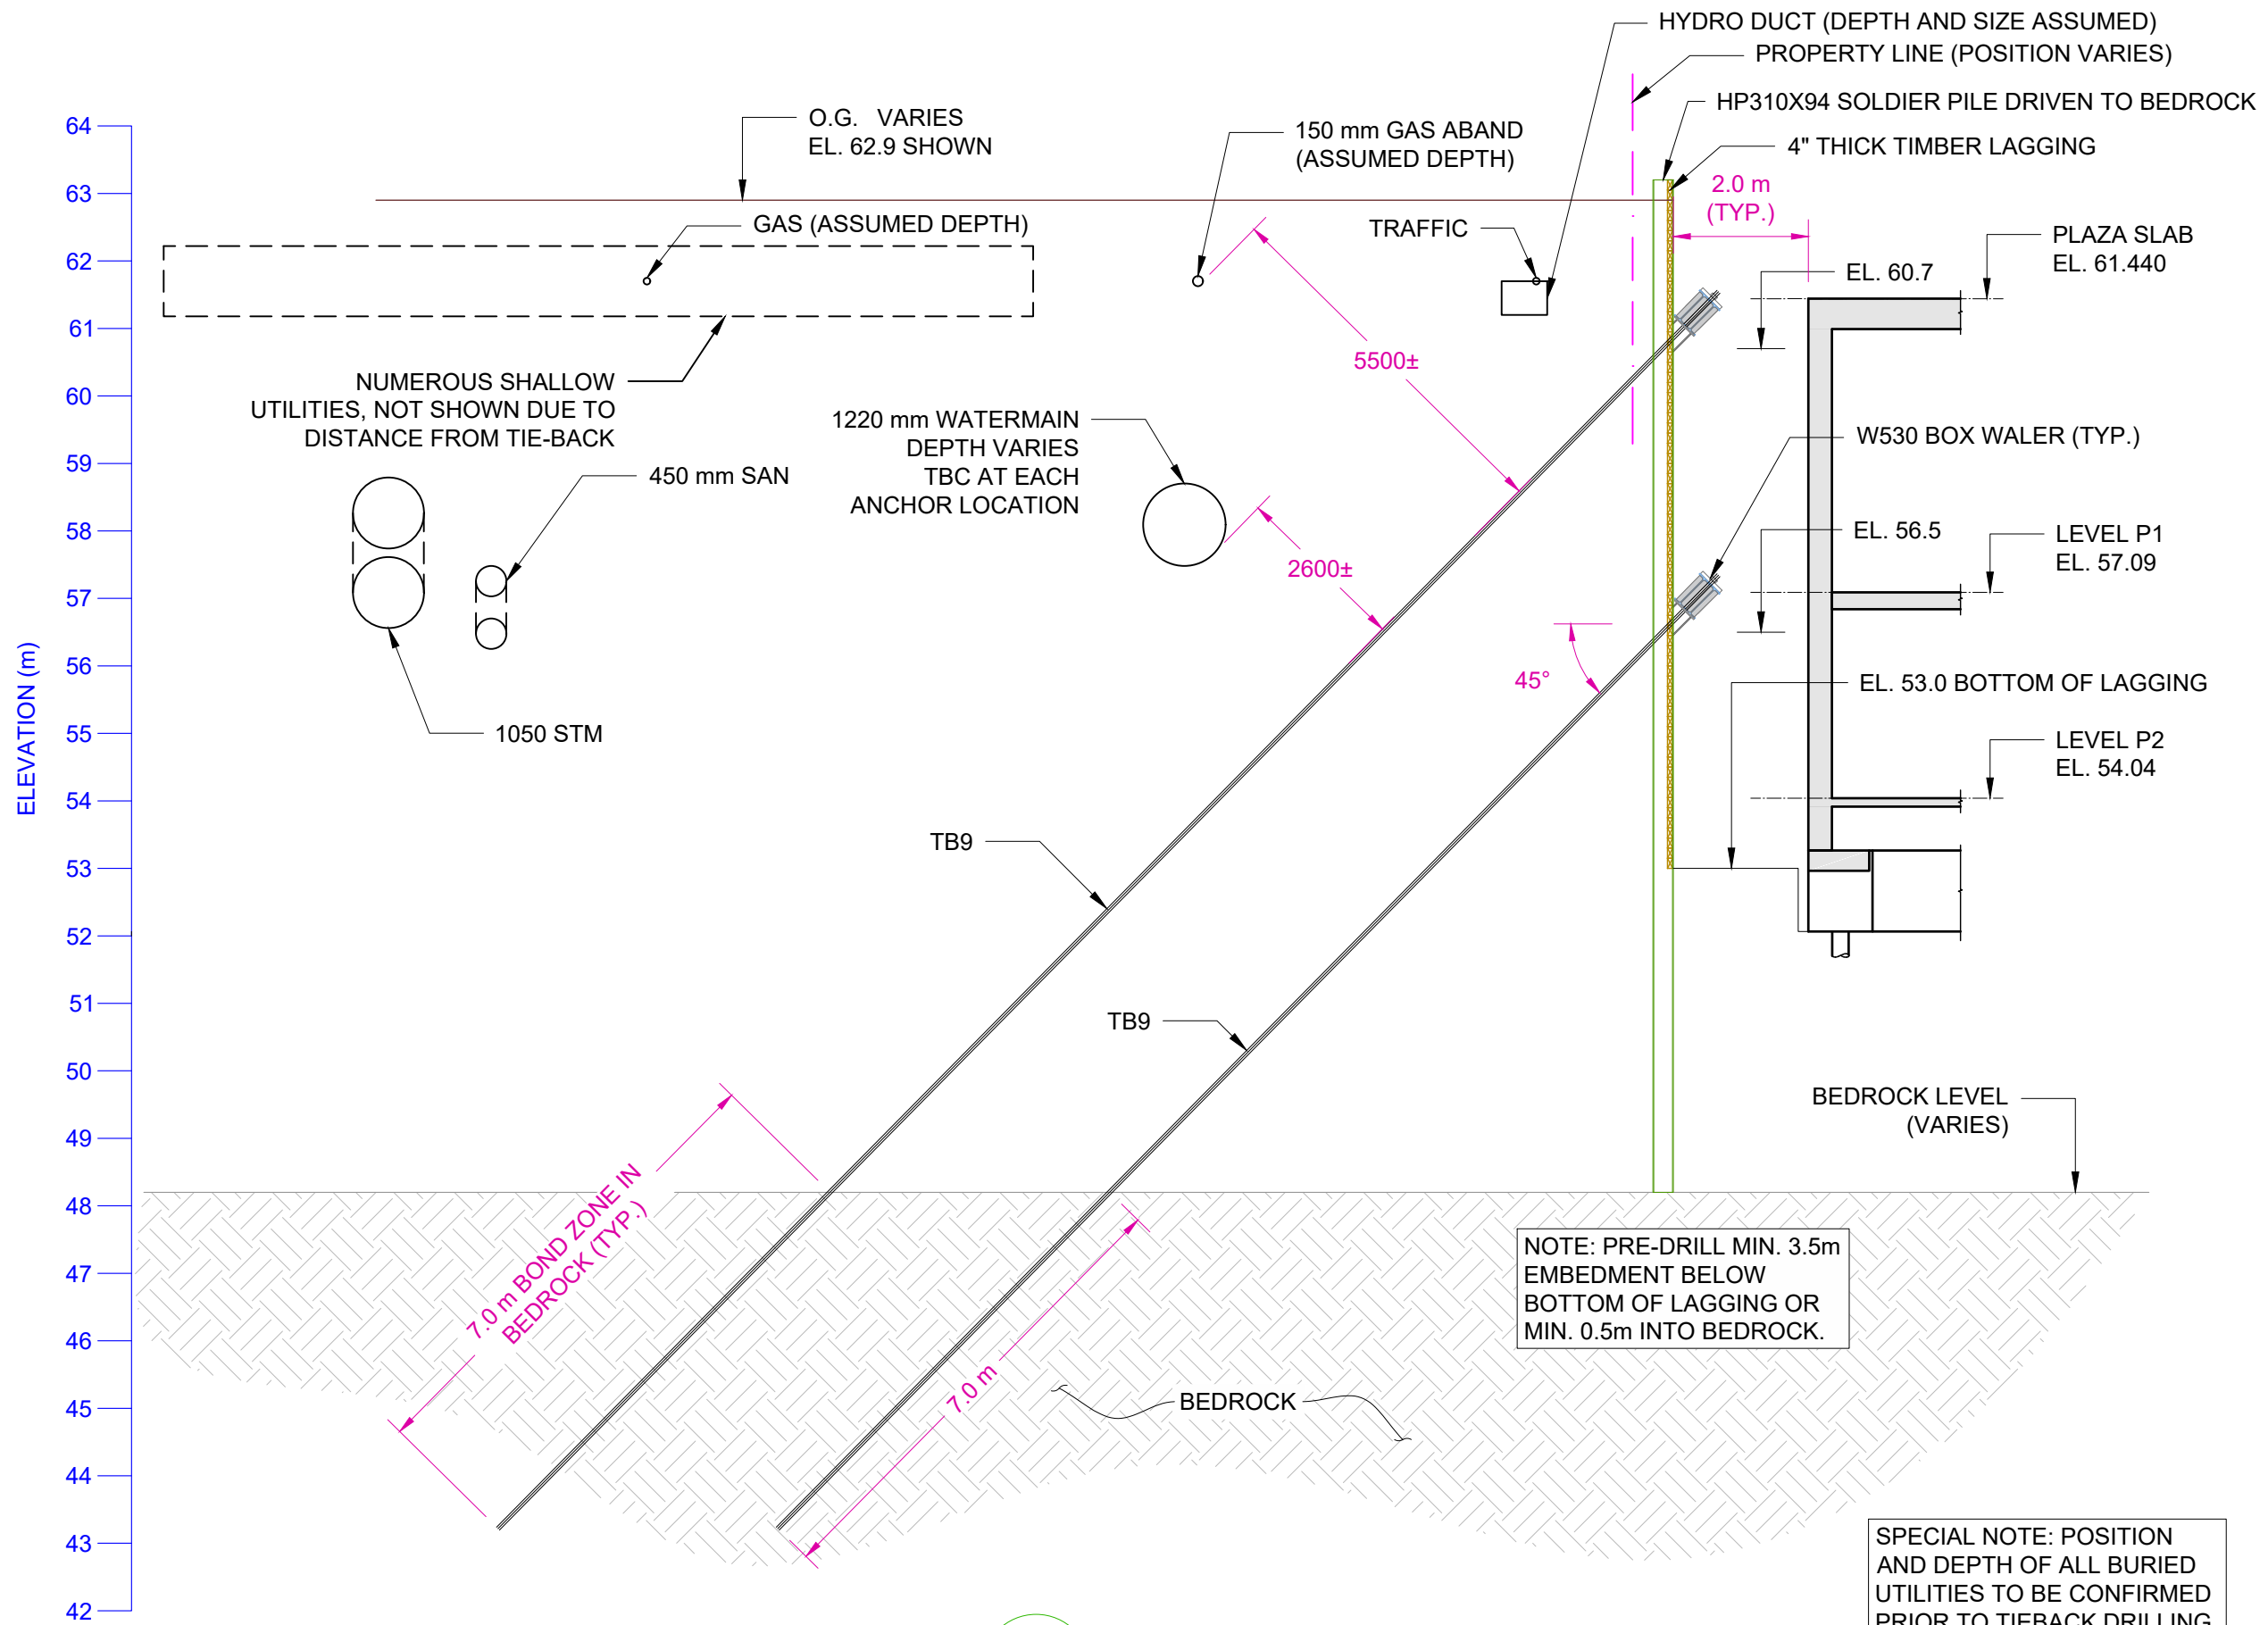 HYDRO DUCT (DEPTH AND SIZE ASSUMED)
PROPERTY LINE (POSITION VARIES)
HP310X94 SOLDIER PILE DRIVEN TO BEDROCK
4" THICK TIMBER LAGGING
O.G. VARIES
EL. 62.9 SHOWN
150 mm GAS ABAND
(ASSUMED DEPTH)
2.0 m
(TYP.)
GAS (ASSUMED DEPTH)
TRAFFIC
PLAZA SLAB
EL. 61.440
EL. 60.7
5500±
NUMEROUS SHALLOW
UTILITIES, NOT SHOWN DUE TO
DISTANCE FROM TIE-BACK
1220 mm WATERMAIN
DEPTH VARIES
TBC AT EACH
ANCHOR LOCATION
W530 BOX WALER (TYP.)
450 mm SAN
EL. 56.5
LEVEL P1
EL. 57.09
2600±
45°
EL. 53.0 BOTTOM OF LAGGING
1050 STM
LEVEL P2
EL. 54.04
TB9
TB9
BEDROCK LEVEL
(VARIES)
7.0 m BOND ZONE IN
BEDROCK (TYP.)
7.0 m
NOTE: PRE-DRILL MIN. 3.5m
EMBEDMENT BELOW
BOTTOM OF LAGGING OR
MIN. 0.5m INTO BEDROCK.
BEDROCK
SPECIAL NOTE: POSITION
AND DEPTH OF ALL BURIED
UTILITIES TO BE CONFIRMED
PRIOR TO TIEBACK DRILLING
ELEVATION (m)
64
63
62
61
60
59
58
57
56
55
54
53
52
51
50
49
48
47
46
45
44
43
42